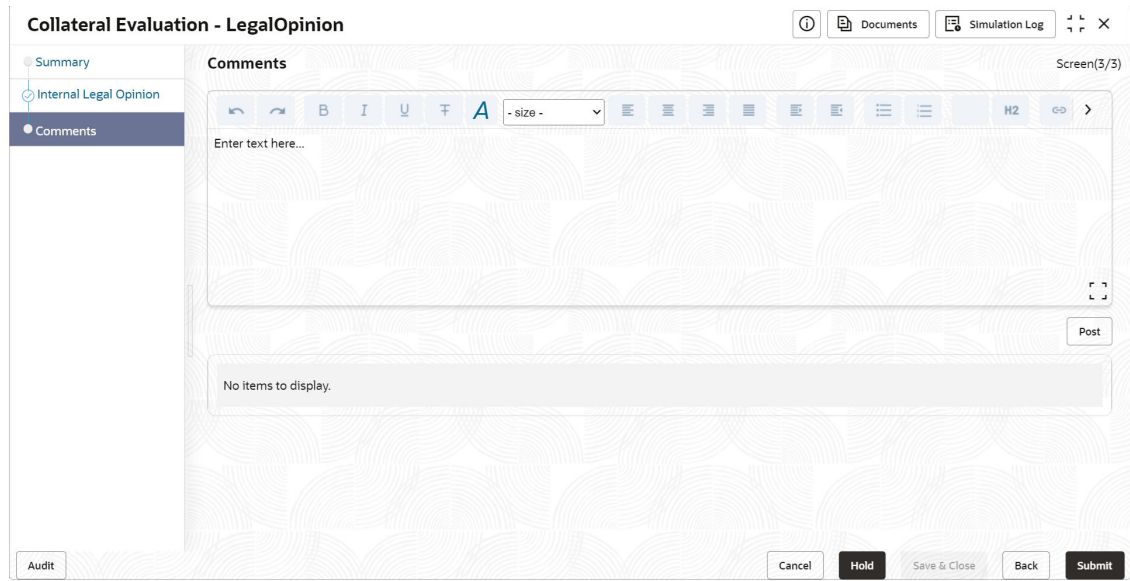 Collateral Evaluation - LegalOpinion
Documents
Simulation Log
Summary
Internal Legal Opinion
Comments
Comments
Screen(3/3)
B I U T A - size - H2
Enter text here...
Post
No items to display.
Audit
Cancel
Hold
Save & Close
Back
Submit